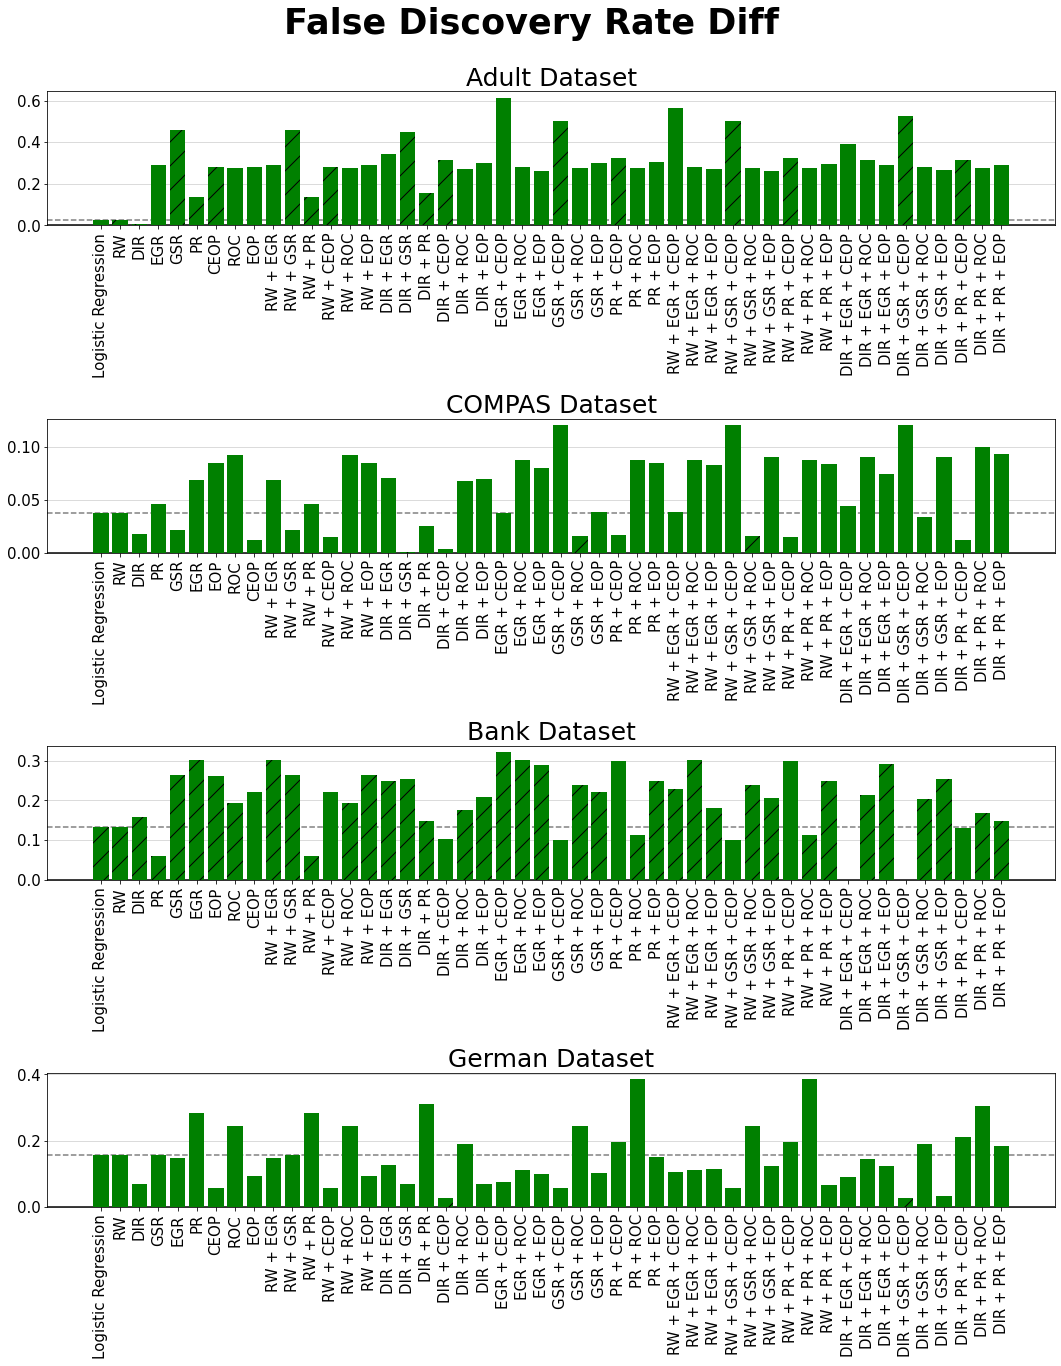 False Discovery Rate Diff
Adult Dataset
0.6
0.4
0.2
0.0
Logistic Regression
RW
DIR
EGR
GSR
PR
CEOP
ROC
EOP
RW + EGR
RW + GSR
RW + PR
RW + CEOP
RW + ROC
RW + EOP
DIR + EGR
DIR + GSR
DIR + PR
DIR + CEOP
DIR + ROC
DIR + EOP
EGR + CEOP
EGR + ROC
EGR + EOP
GSR + CEOP
GSR + ROC
GSR + EOP
PR + CEOP
PR + ROC
PR + EOP
RW + EGR + CEOP
RW + EGR + ROC
RW + EGR + EOP
RW + GSR + CEOP
RW + GSR + ROC
RW + GSR + EOP
RW + PR + CEOP
RW + PR + ROC
RW + PR + EOP
DIR + EGR + CEOP
DIR + EGR + ROC
DIR + EGR + EOP
DIR + GSR + CEOP
DIR + GSR + ROC
DIR + GSR + EOP
DIR + PR + CEOP
DIR + PR + ROC
DIR + PR + EOP
COMPAS Dataset
0.10
0.05
0.00
Logistic Regression
RW
DIR
PR
GSR
EGR
EOP
ROC
CEOP
RW + EGR
RW + GSR
RW + PR
RW + CEOP
RW + ROC
RW + EOP
DIR + EGR
DIR + GSR
DIR + PR
DIR + CEOP
DIR + ROC
DIR + EOP
EGR + CEOP
EGR + ROC
EGR + EOP
GSR + CEOP
GSR + ROC
GSR + EOP
PR + CEOP
PR + ROC
PR + EOP
RW + EGR + CEOP
RW + EGR + ROC
RW + EGR + EOP
RW + GSR + CEOP
RW + GSR + ROC
RW + GSR + EOP
RW + PR + CEOP
RW + PR + ROC
RW + PR + EOP
DIR + EGR + CEOP
DIR + EGR + ROC
DIR + EGR + EOP
DIR + GSR + CEOP
DIR + GSR + ROC
DIR + GSR + EOP
DIR + PR + CEOP
DIR + PR + ROC
DIR + PR + EOP
Bank Dataset
0.3
0.2
0.1
0.0
Logistic Regression
RW
DIR
PR
GSR
EGR
EOP
ROC
CEOP
RW + EGR
RW + GSR
RW + PR
RW + CEOP
RW + ROC
RW + EOP
DIR + EGR
DIR + GSR
DIR + PR
DIR + CEOP
DIR + ROC
DIR + EOP
EGR + CEOP
EGR + ROC
EGR + EOP
GSR + CEOP
GSR + ROC
GSR + EOP
PR + CEOP
PR + ROC
PR + EOP
RW + EGR + CEOP
RW + EGR + ROC
RW + EGR + EOP
RW + GSR + CEOP
RW + GSR + ROC
RW + GSR + EOP
RW + PR + CEOP
RW + PR + ROC
RW + PR + EOP
DIR + EGR + CEOP
DIR + EGR + ROC
DIR + EGR + EOP
DIR + GSR + CEOP
DIR + GSR + ROC
DIR + GSR + EOP
DIR + PR + CEOP
DIR + PR + ROC
DIR + PR + EOP
German Dataset
0.4
0.2
0.0
Logistic Regression
RW
DIR
GSR
EGR
PR
CEOP
ROC
EOP
RW + EGR
RW + GSR
RW + PR
RW + CEOP
RW + ROC
RW + EOP
DIR + EGR
DIR + GSR
DIR + PR
DIR + CEOP
DIR + ROC
DIR + EOP
EGR + CEOP
EGR + ROC
EGR + EOP
GSR + CEOP
GSR + ROC
GSR + EOP
PR + CEOP
PR + ROC
PR + EOP
RW + EGR + CEOP
RW + EGR + ROC
RW + EGR + EOP
RW + GSR + CEOP
RW + GSR + ROC
RW + GSR + EOP
RW + PR + CEOP
RW + PR + ROC
RW + PR + EOP
DIR + EGR + CEOP
DIR + EGR + ROC
DIR + EGR + EOP
DIR + GSR + CEOP
DIR + GSR + ROC
DIR + GSR + EOP
DIR + PR + CEOP
DIR + PR + ROC
DIR + PR + EOP